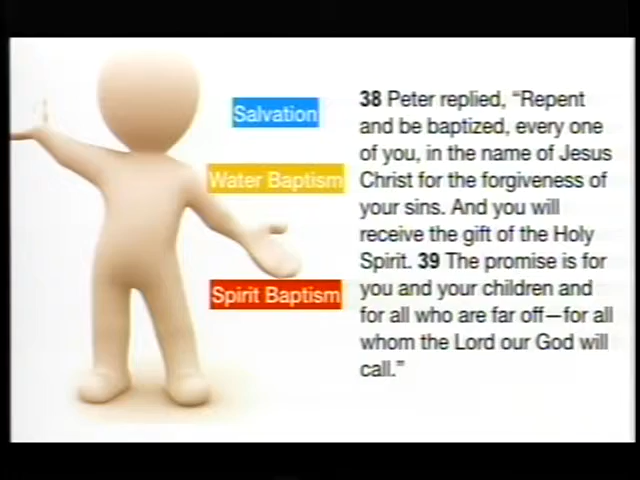 Salvation
Water Baptism
Spirit Baptism
38 Peter replied, “Repent
and be baptized, every one
of you, in the name of Jesus
Christ for the forgiveness of
your sins. And you will
receive the gift of the Holy
Spirit. 39 The promise is for
you and your children and
for all who are far off—for all
whom the Lord our God will
call.”